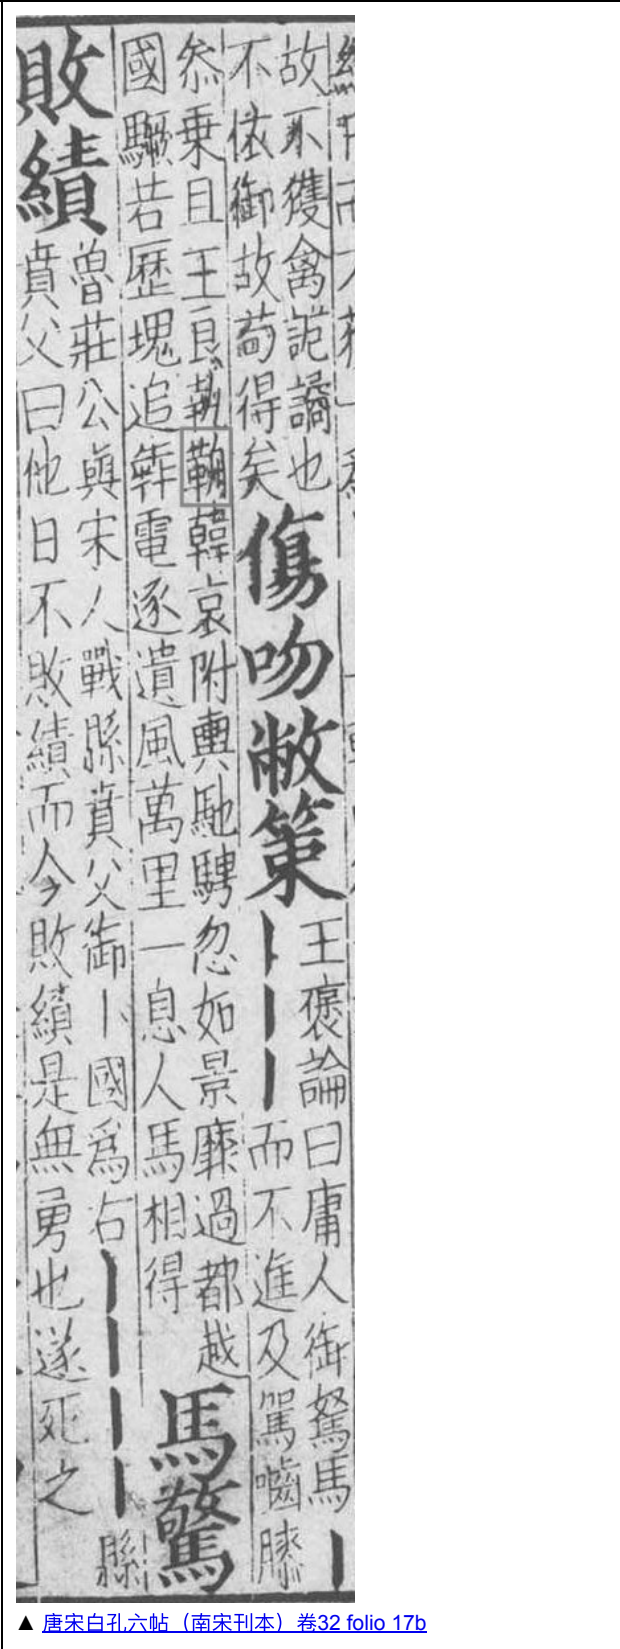 故不獲禽詭譎也
不依御故苟得矣
傷吻敝策
王褒論曰庸人御駑馬丨
丨丨丨而不進及駕嚙膝
叅乗且王良執韓哀附輿馳騁忽如景靡過都越
國若歷塊追犇電逐遺風萬里一息人馬相得
馬驚
敗績
魯莊公與宋人戰縣賁父御卜國爲右丨丨丨丨縣
賁父曰他日不敗績而今敗績是無勇也遂死之
▲ 唐宋白孔六帖（南宋刊本）卷32 folio 17b